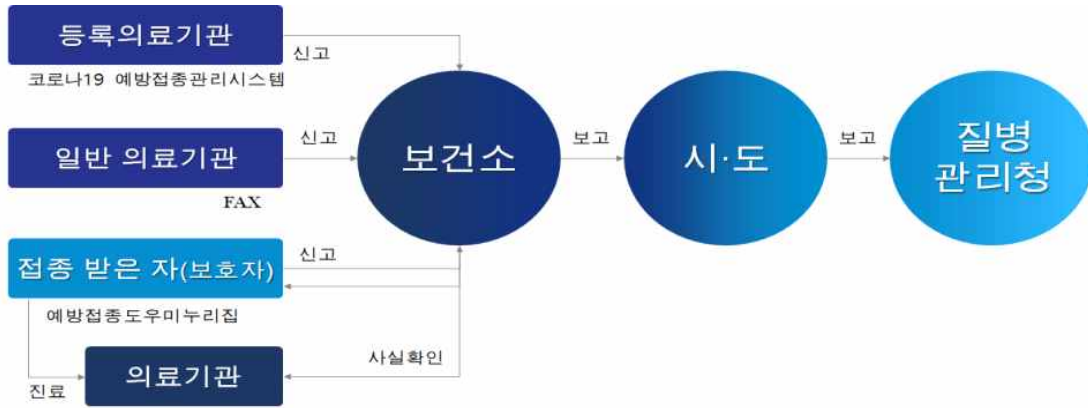 등록의료기관
신고
코로나19 예방접종관리시스템
일반 의료기관
신고
FAX
보건소
보고
시·도
보고
질병
관리청
접종 받은 자(보호자)
신고
예방접종도우미누리집
사실확인
의료기관
진료